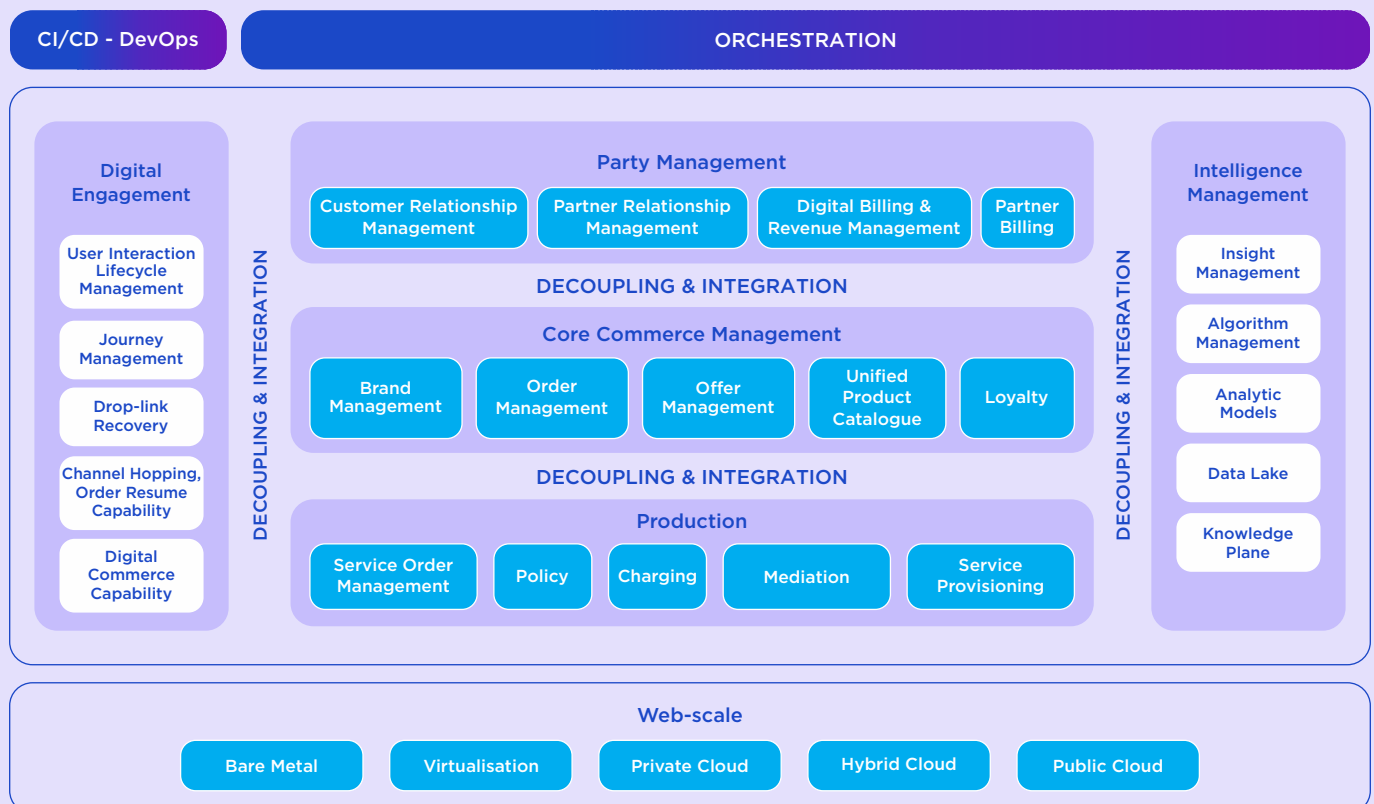 CI/CD - DevOps
ORCHESTRATION
Digital
Engagement
User Interaction
Lifecycle
Management
Journey
Management
Drop-link
Recovery
Channel Hopping,
Order Resume
Capability
Digital
Commerce
Capability
DECOUPLING & INTEGRATION
Party Management
Customer Relationship
Management
Partner Relationship
Management
Digital Billing &
Revenue Management
Partner
Billing
DECOUPLING & INTEGRATION
Core Commerce Management
Brand
Management
Order
Management
Offer
Management
Unified
Product
Catalogue
Loyalty
DECOUPLING & INTEGRATION
Production
Service Order
Management
Policy
Charging
Mediation
Service
Provisioning
DECOUPLING & INTEGRATION
Intelligence
Management
Insight
Management
Algorithm
Management
Analytic
Models
Data Lake
Knowledge
Plane
Web-scale
Bare Metal
Virtualisation
Private Cloud
Hybrid Cloud
Public Cloud